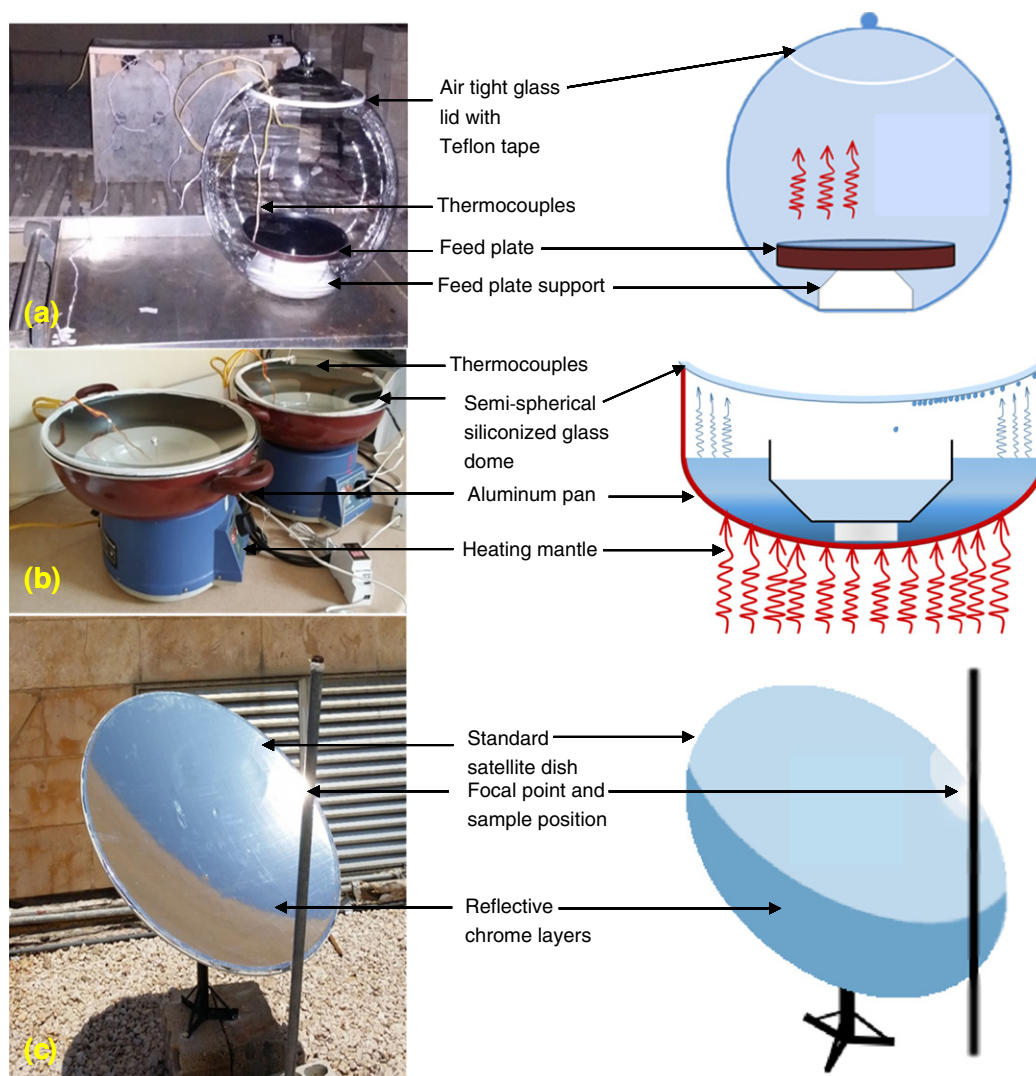 Air tight glass
lid with
Teflon tape
Thermocouples
Feed plate
Feed plate support
(a)
Thermocouples
Semi-spherical
siliconized glass
dome
Aluminum pan
Heating mantle
(b)
Standard
satellite dish
Focal point and
sample position
Reflective
chrome layers
(c)